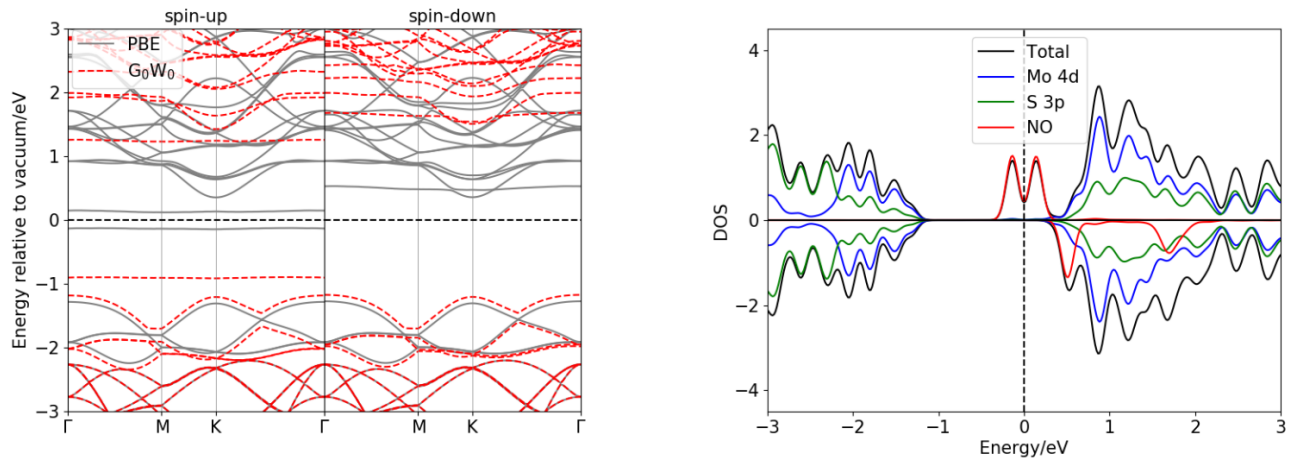 spin-up
spin-down
PBE
G₀W₀
Energy relative to vacuum/eV
3
2
1
0
−1
−2
−3
Γ
M
K
Γ
M
K
Γ
Total
Mo 4d
S 3p
NO
DOS
4
2
0
−2
−4
−3
−2
−1
0
1
2
3
Energy/eV